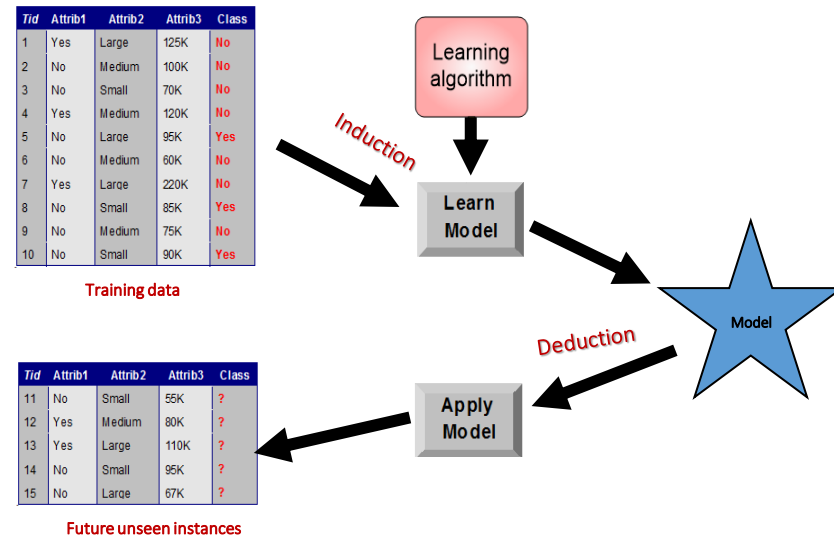 Tid Attrib1 Attrib2 Attrib3 Class
1 Yes Large 125K No
2 No Medium 100K No
3 No Small 70K No
4 Yes Medium 120K No
5 No Large 95K Yes
6 No Medium 60K No
7 Yes Large 220K No
8 No Small 85K Yes
9 No Medium 75K No
10 No Small 90K Yes
Training data
Learning
algorithm
Induction
Learn
Model
Model
Deduction
Apply
Model
Tid Attrib1 Attrib2 Attrib3 Class
11 No Small 55K ?
12 Yes Medium 80K ?
13 Yes Large 110K ?
14 No Small 95K ?
15 No Large 67K ?
Future unseen instances